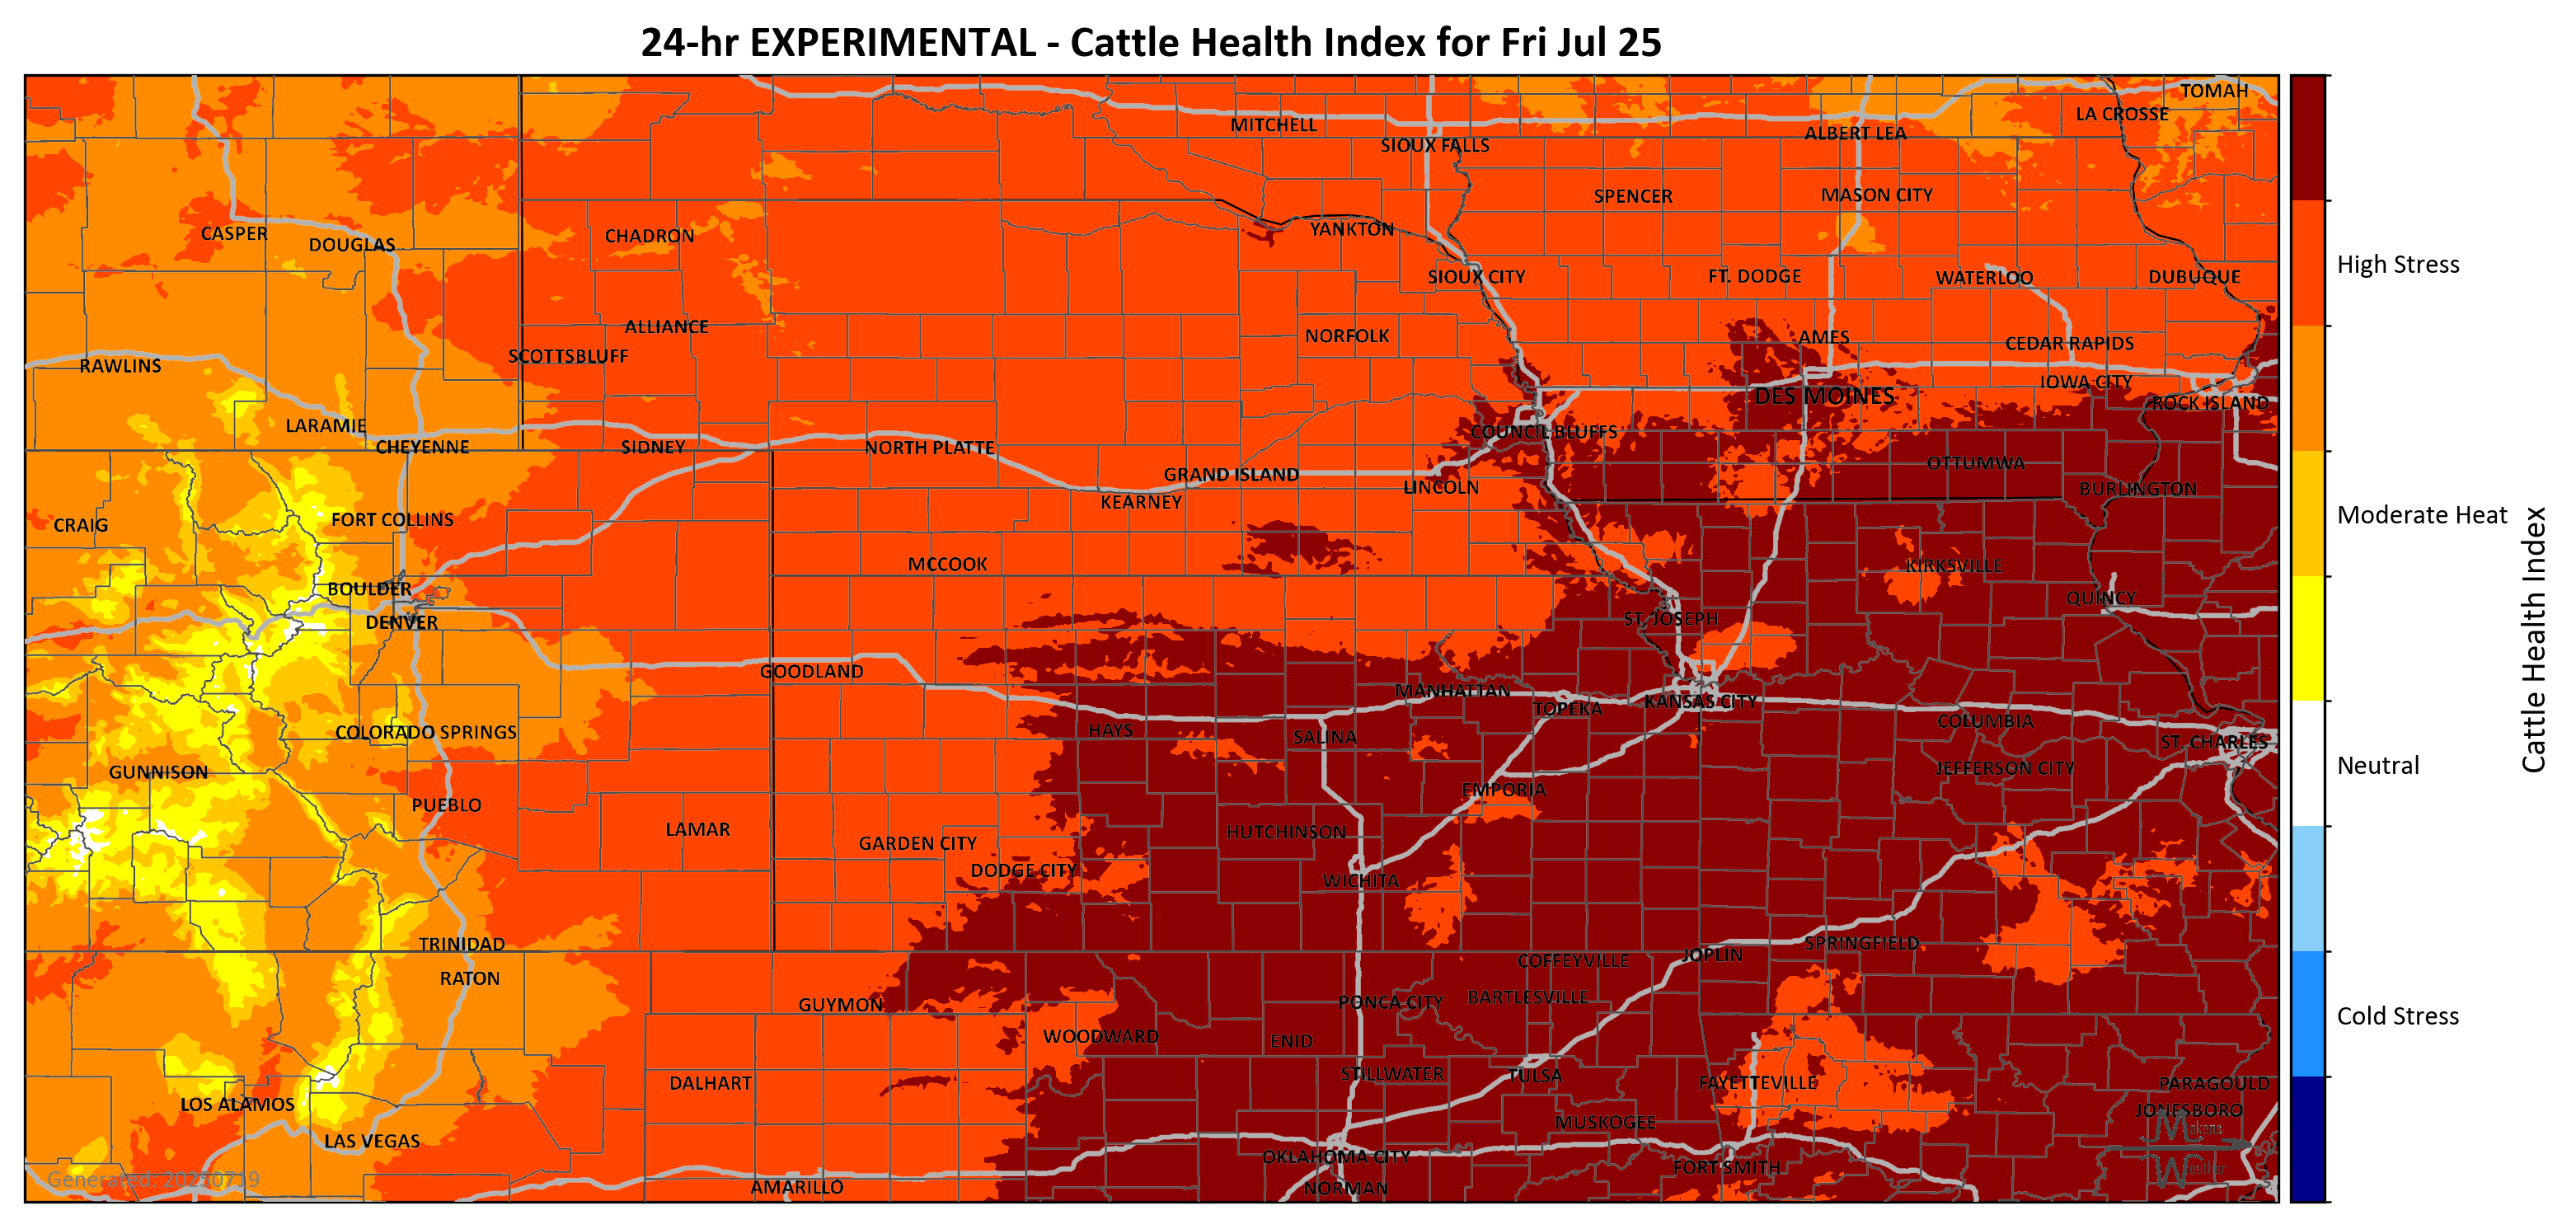 24-hr EXPERIMENTAL - Cattle Health Index for Fri Jul 25
TOMAH
LA CROSSE
MITCHELL
ALBERT LEA
SIOUX FALLS
SPENCER
MASON CITY
CASPER
DOUGLAS
CHADRON
YANKTON
SIOUX CITY
FT. DODGE
WATERLOO
DUBUQUE
High Stress
ALLIANCE
NORFOLK
AMES
CEDAR RAPIDS
SCOTTSBLUFF
RAWLINS
IOWA CITY
DES MOINES
ROCK ISLAND
LARAMIE
COUNCIL BLUFFS
CHEYENNE
SIDNEY
NORTH PLATTE
OTTUMWA
GRAND ISLAND
LINCOLN
BURLINGTON
KEARNEY
CRAIG
FORT COLLINS
Moderate Heat
MCCOOK
KIRKSVILLE
BOULDER
QUINCY
DENVER
ST. JOSEPH
Cattle Health Index
GOODLAND
MANHATTAN
KANSAS CITY
TOPEKA
COLUMBIA
COLORADO SPRINGS
HAYS
SALINA
ST. CHARLES
GUNNISON
JEFFERSON CITY
Neutral
EMPORIA
PUEBLO
LAMAR
HUTCHINSON
GARDEN CITY
DODGE CITY
WICHITA
TRINIDAD
SPRINGFIELD
JOPLIN
COFFEYVILLE
RATON
BARTLESVILLE
PONCA CITY
GUYMON
Cold Stress
WOODWARD
ENID
STILLWATER
TULSA
DALHART
FAYETTEVILLE
PARAGOULD
LOS ALAMOS
JONESBORO
MUSKOGEE
Makens
LAS VEGAS
OKLAHOMA CITY
FORT SMITH
Weather
Generated: 20250719
AMARILLO
NORMAN